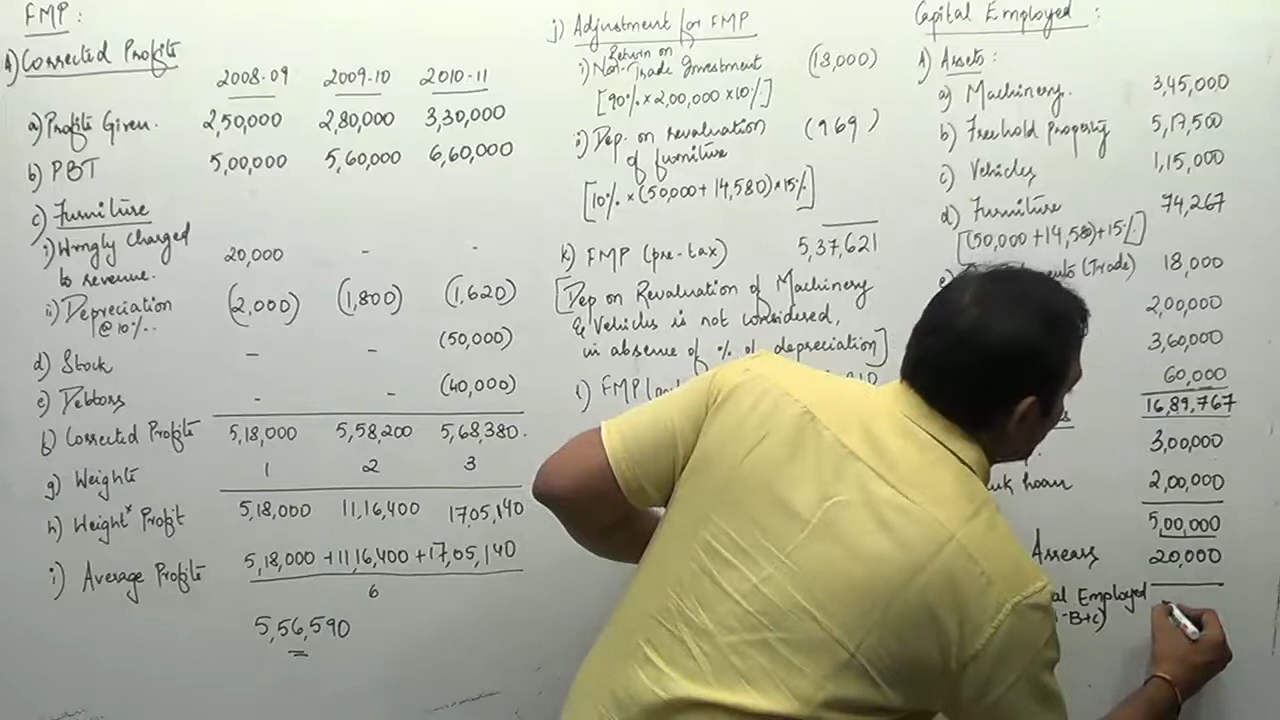 FMP:
A) Corrected Profits
2008-09 2009-10 2010-11
a) Profits Given. 2,50,000 2,80,000 3,30,000
b) PBT 5,00,000 5,60,000 6,60,000
c) Furniture
i) Wrongly charged to revenue. 20,000 - -
ii) Depreciation @10%. (2,000) (1,800) (1,620)
d) Stock - - (50,000)
e) Debtors - - (40,000)
f) Corrected Profits 5,18,000 5,58,200 5,68,380.
g) Weights 1 2 3
h) Weight* Profit 5,18,000 11,16,400 17,05,140
i) Average Profits 5,18,000 + 11,16,400 + 17,05,140
6
5,56,590
j) Adjustment for FMP
Return on
i) Non-Trade Investment (18,000)
[90% × 2,00,000 × 10%]
ii) Dep. on revaluation (969)
of furniture
[10% × (50,000 + 14,580) × 15%]
k) FMP (pre-tax) 5,37,621
[Dep on Revaluation of Machinery
& Vehicles is not considered,
in absence of % of depreciation]
l) FMP
Capital Employed :
A) Assets :
a) Machinery. 3,45,000
b) Freehold Property 5,17,500
c) Vehicles 1,15,000
d) Furniture 74,267
[(50,000 + 14,580) + 15%]
(Trade) 18,000
2,00,000
3,60,000
60,000
16,89,767
3,00,000
loan 2,00,000
5,00,000
Arrears 20,000
Employed
-B+C)